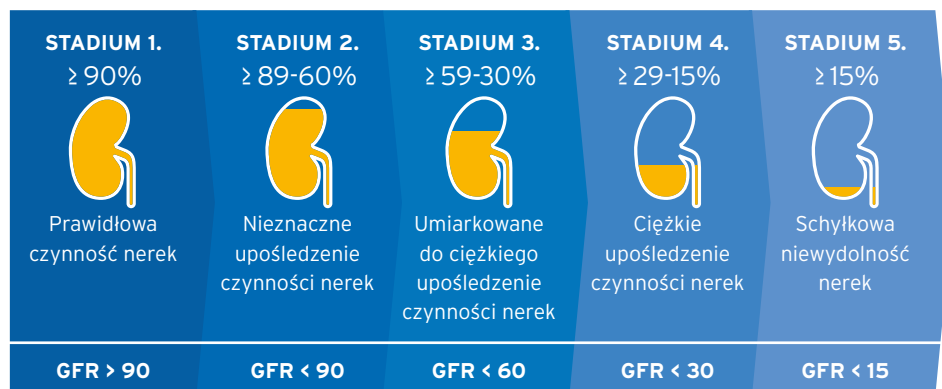 STADIUM 1.
≥ 90%
Prawidłowa
czynność nerek
GFR > 90
STADIUM 2.
≥ 89-60%
Nieznaczne
upośledzenie
czynności nerek
GFR < 90
STADIUM 3.
≥ 59-30%
Umiarkowane
do ciężkiego
upośledzenie
czynności nerek
GFR < 60
STADIUM 4.
≥ 29-15%
Ciężkie
upośledzenie
czynności nerek
GFR < 30
STADIUM 5.
≥ 15%
Schyłkowa
niewydolność
nerek
GFR < 15